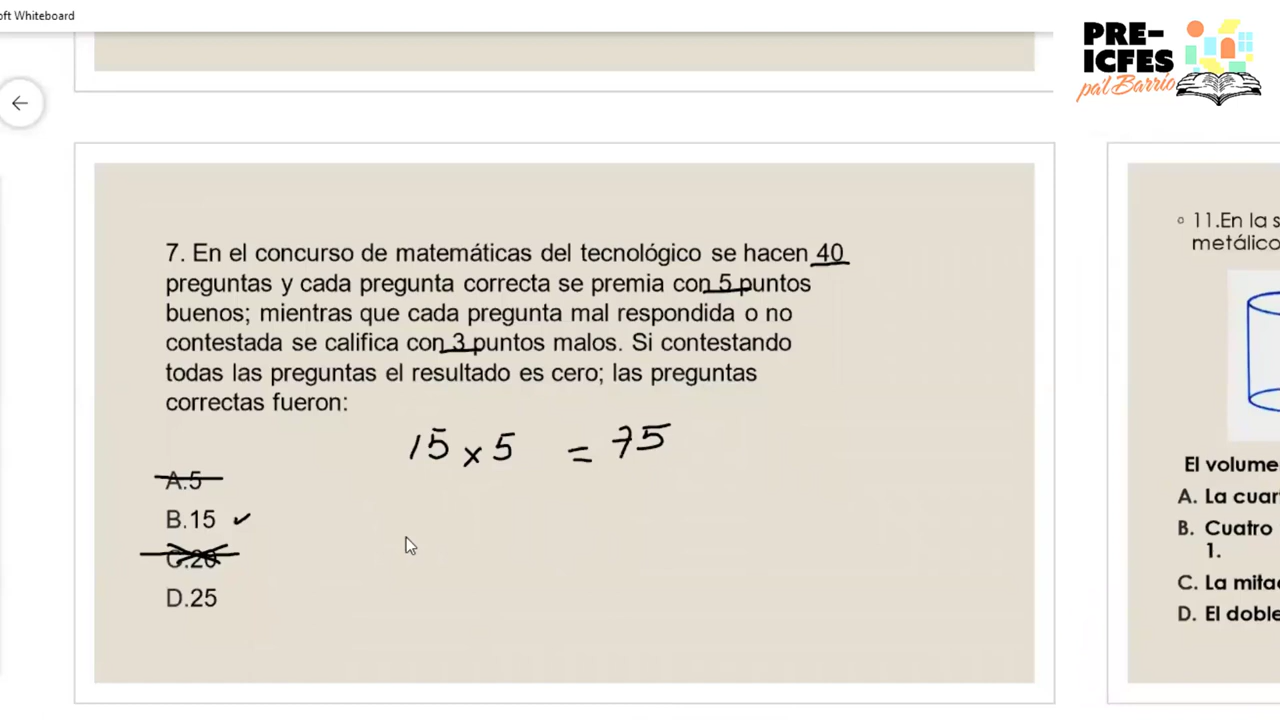 oft Whiteboard
PRE-
ICFES
pa'l Barrio
7. En el concurso de matemáticas del tecnológico se hacen 40
preguntas y cada pregunta correcta se premia con 5 puntos
buenos; mientras que cada pregunta mal respondida o no
contestada se califica con 3 puntos malos. Si contestando
todas las preguntas el resultado es cero; las preguntas
correctas fueron:
15 x 5 = 75
A.5
B.15 ✓
C.20
D.25
11.En la s
metálico
El volume
A. La cuar
B. Cuatro
1.
C. La mita
D. El doble